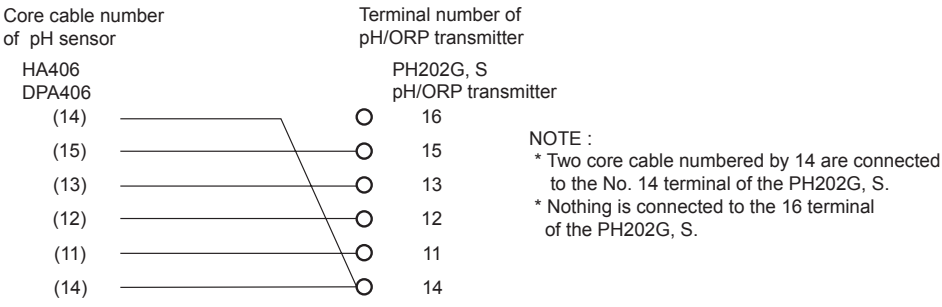 Core cable number
of pH sensor
Terminal number of
pH/ORP transmitter
HA406
DPA406
PH202G, S
pH/ORP transmitter
(14) 16
(15) 15
(13) 13
(12) 12
(11) 11
(14) 14
NOTE :
* Two core cable numbered by 14 are connected
to the No. 14 terminal of the PH202G, S.
* Nothing is connected to the 16 terminal
of the PH202G, S.